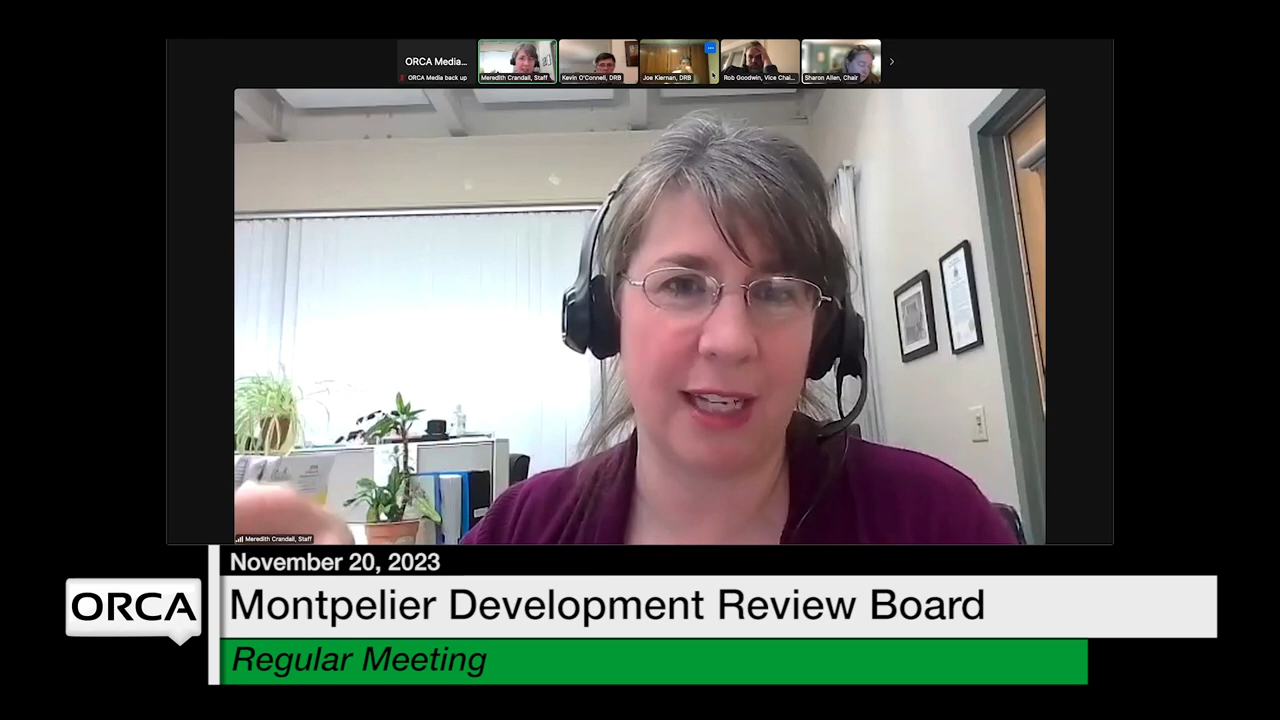 ORCA Media...
ORCA Media back up
Meredith Crandall, Staff
Kevin O'Connell, DRB
Joe Kiernan, DRB
Rob Goodwin, Vice Chai...
Sharon Allen, Chair
Meredith Crandall, Staff
November 20, 2023
ORCA
Montpelier Development Review Board
Regular Meeting